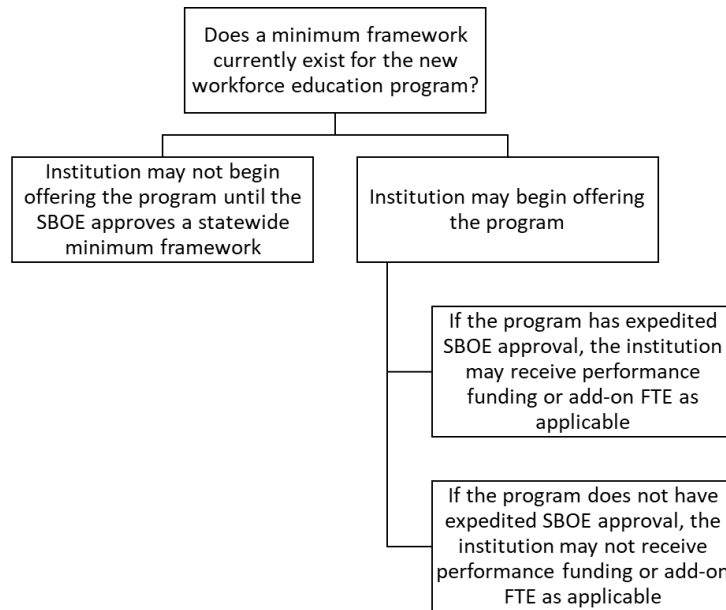 Does a minimum framework
currently exist for the new
workforce education program?
Institution may not begin
offering the program until the
SBOE approves a statewide
minimum framework
Institution may begin offering
the program
If the program has expedited
SBOE approval, the institution
may receive performance
funding or add-on FTE as
applicable
If the program does not have
expedited SBOE approval, the
institution may not receive
performance funding or add-on
FTE as applicable